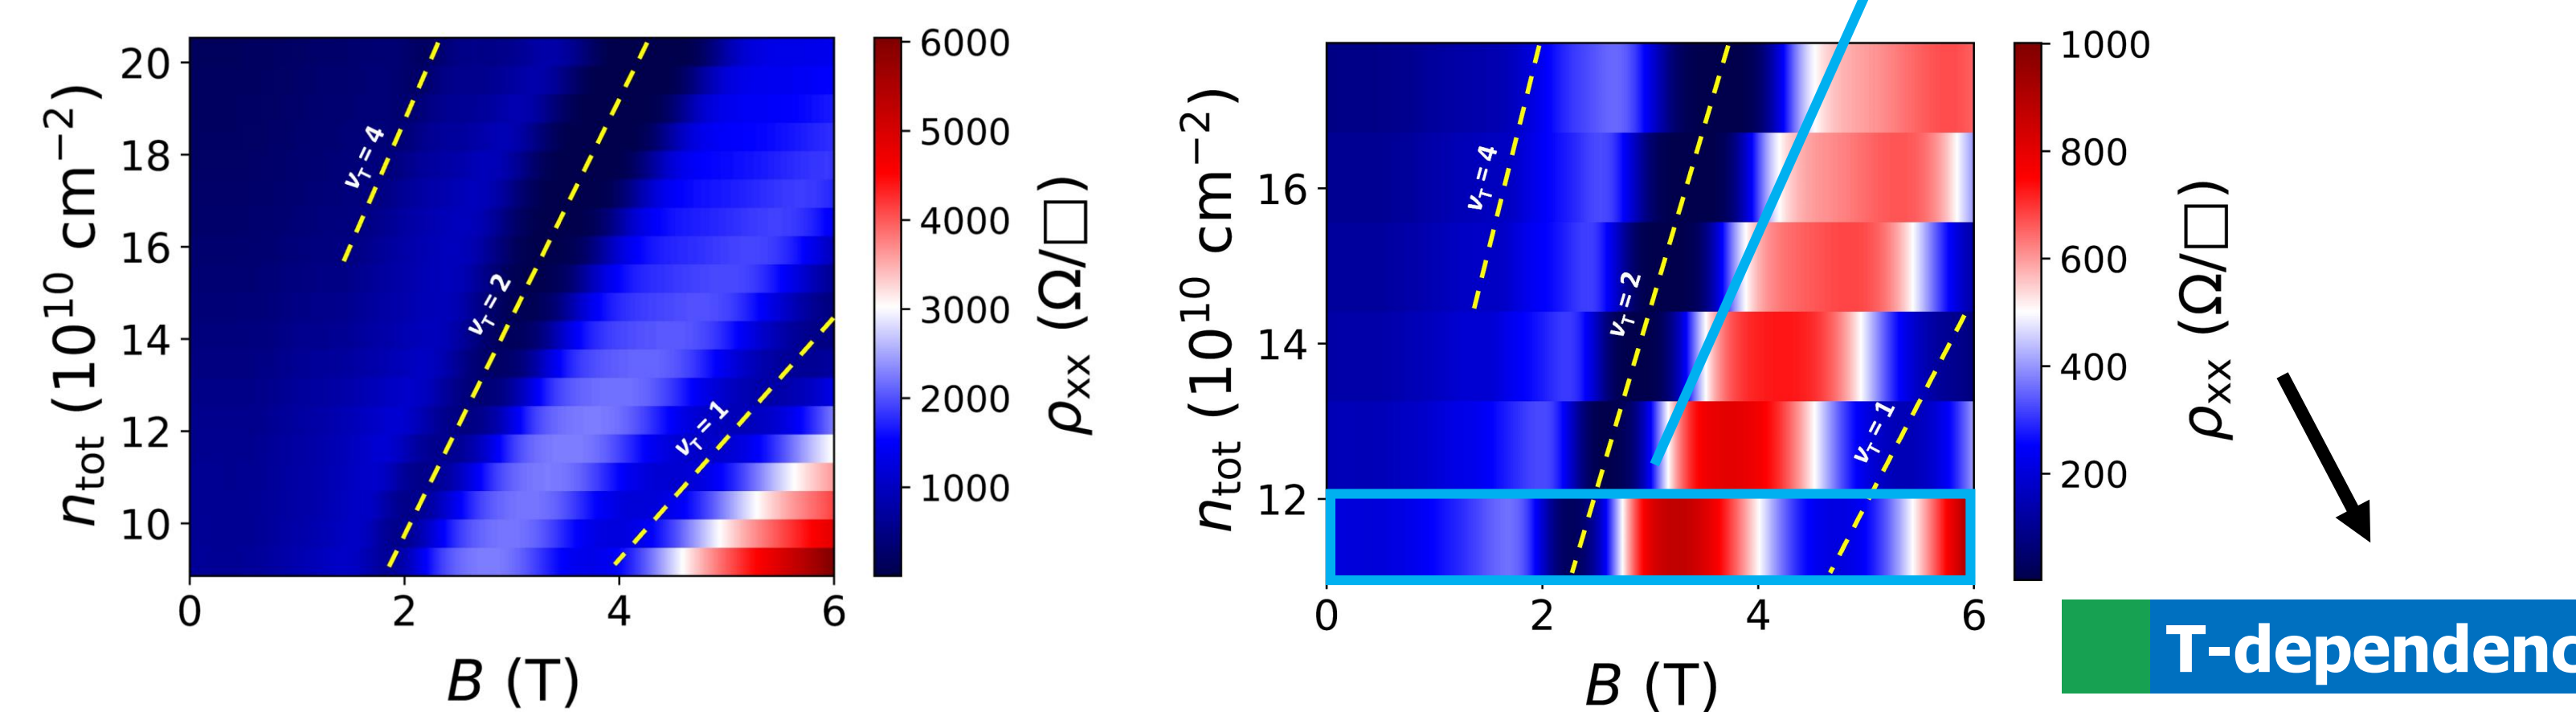 20
18
16
14
12
10
n_tot (10^10 cm^−2)
0
2
4
6
B (T)
ν_T = 4
ν_T = 2
ν_T = 1
6000
5000
4000
3000
2000
1000
ρ_xx (Ω/□)
16
14
12
n_tot (10^10 cm^−2)
0
2
4
6
B (T)
ν_T = 4
ν_T = 2
ν_T = 1
1000
800
600
400
200
ρ_xx (Ω/□)
T-dependenc